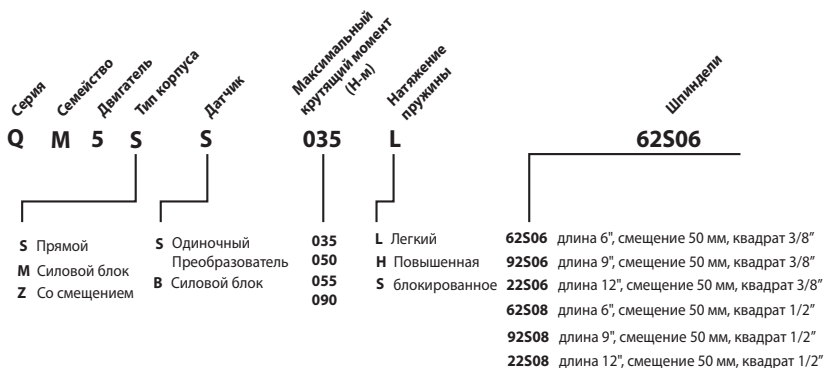 Серия
Семейство
Двигатель
Тип корпуса
Датчик
Максимальный
крутящий момент
(Н-м)
Натяжение
пружины
Шпиндели
Q M 5 S S 035 L 62S06
S Прямой
M Силовой блок
Z Со смещением
S Одиночный
Преобразователь
B Силовой блок
035
050
055
090
L Легкий
H Повышенная
S блокированное
62S06 длина 6", смещение 50 мм, квадрат 3/8”
92S06 длина 9", смещение 50 мм, квадрат 3/8”
22S06 длина 12", смещение 50 мм, квадрат 3/8”
62S08 длина 6", смещение 50 мм, квадрат 1/2”
92S08 длина 9", смещение 50 мм, квадрат 1/2”
22S08 длина 12", смещение 50 мм, квадрат 1/2”